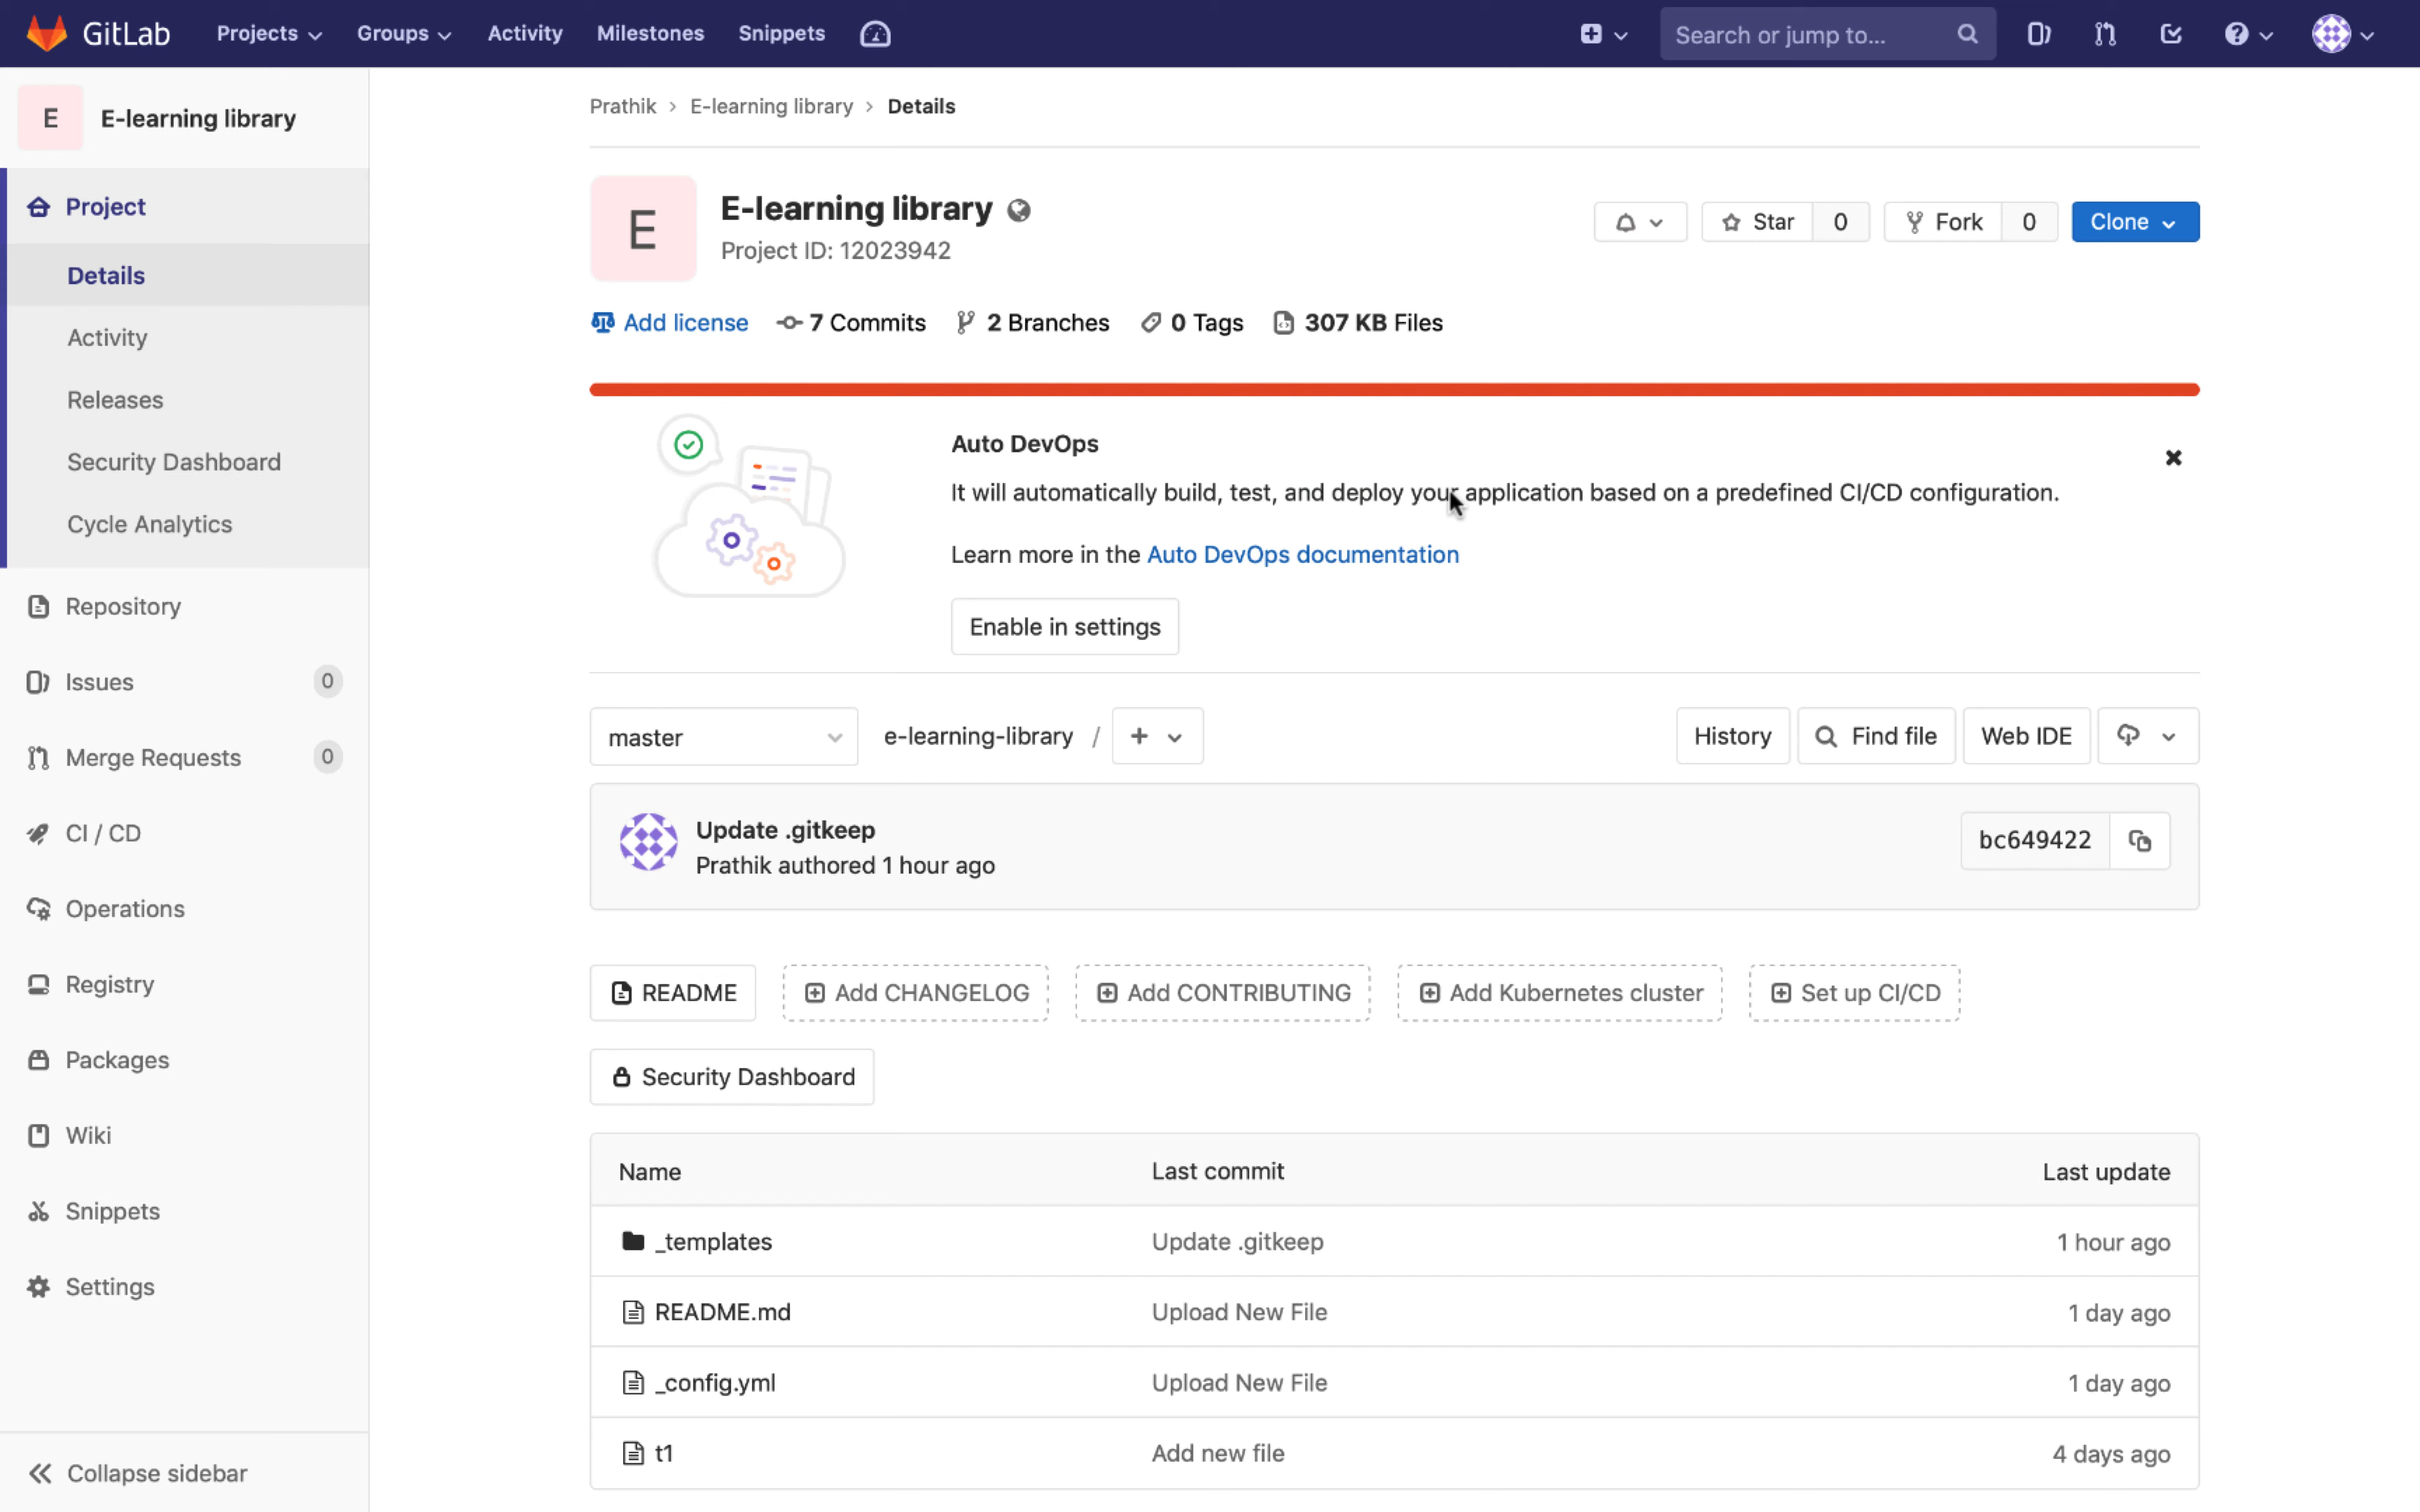 GitLab Projects Groups Activity Milestones Snippets Search or jump to...
E E-learning library
Project
Details
Activity
Releases
Security Dashboard
Cycle Analytics
Repository
Issues 0
Merge Requests 0
CI / CD
Operations
Registry
Packages
Wiki
Snippets
Settings
Collapse sidebar
Prathik > E-learning library > Details
E
E-learning library
Project ID: 12023942
Star 0 Fork 0 Clone
Add license 7 Commits 2 Branches 0 Tags 307 KB Files
Auto DevOps
It will automatically build, test, and deploy your application based on a predefined CI/CD configuration.
Learn more in the Auto DevOps documentation
Enable in settings
master e-learning-library / + History Find file Web IDE
Update .gitkeep
Prathik authored 1 hour ago
bc649422
README Add CHANGELOG Add CONTRIBUTING Add Kubernetes cluster Set up CI/CD
Security Dashboard
Name Last commit Last update
_templates Update .gitkeep 1 hour ago
README.md Upload New File 1 day ago
_config.yml Upload New File 1 day ago
t1 Add new file 4 days ago